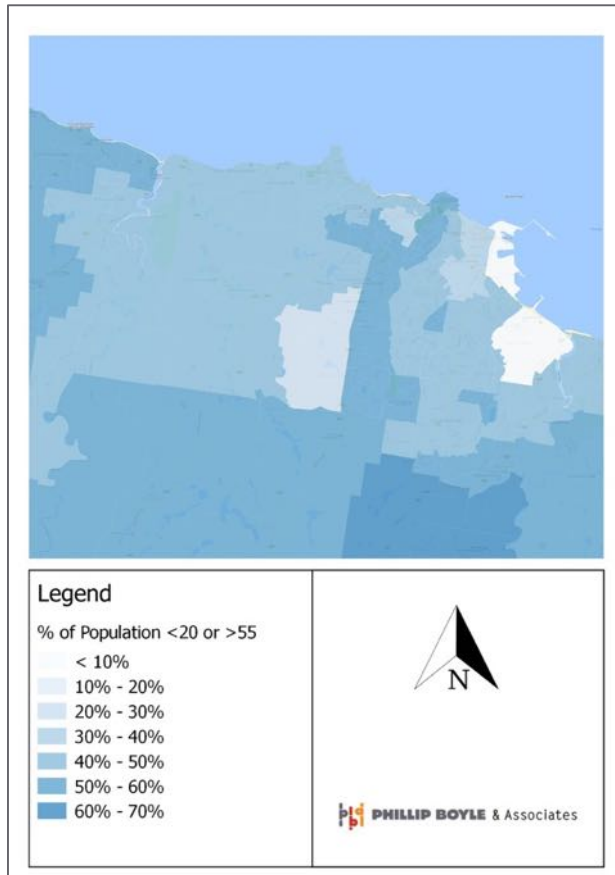 Legend
% of Population <20 or >55
< 10%
10% - 20%
20% - 30%
30% - 40%
40% - 50%
50% - 60%
60% - 70%
N
PHILLIP BOYLE & Associates